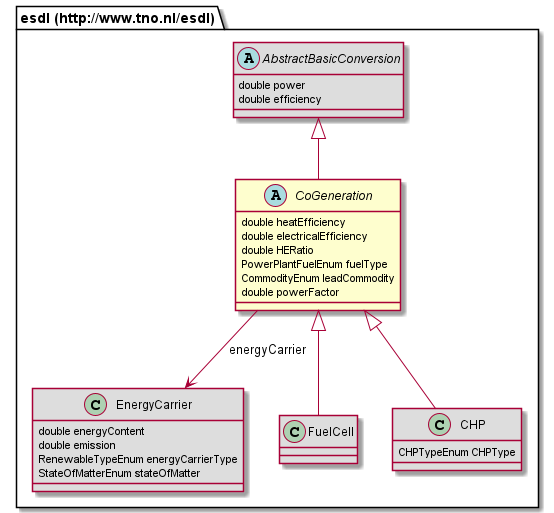 esdl (http://www.tno.nl/esdl)
A AbstractBasicConversion
double power
double efficiency
A CoGeneration
double heatEfficiency
double electricalEfficiency
double HERatio
PowerPlantFuelEnum fuelType
CommodityEnum leadCommodity
double powerFactor
energyCarrier
C EnergyCarrier
double energyContent
double emission
RenewableTypeEnum energyCarrierType
StateOfMatterEnum stateOfMatter
C FuelCell
C CHP
CHPTypeEnum CHPType